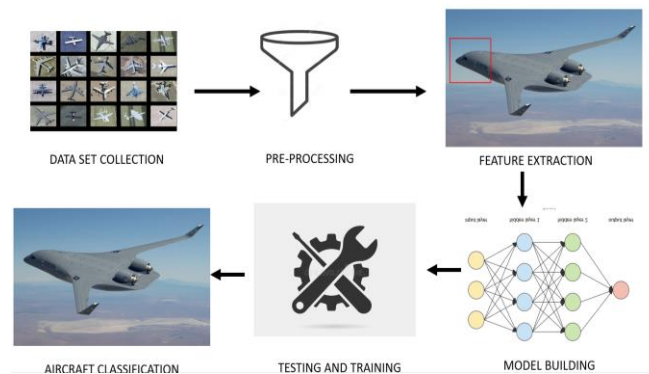 DATA SET COLLECTION
PRE-PROCESSING
FEATURE EXTRACTION
AIRCRAFT CLASSIFICATION
TESTING AND TRAINING
MODEL BUILDING